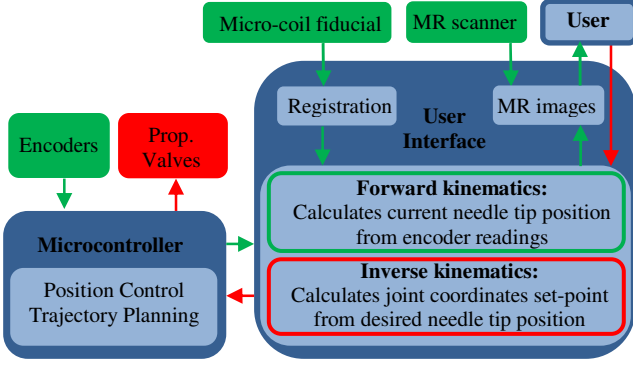 Micro-coil fiducial
MR scanner
User
Registration
User
Interface
MR images
Encoders
Prop.
Valves
Forward kinematics:
Calculates current needle tip position
from encoder readings
Microcontroller
Position Control
Trajectory Planning
Inverse kinematics:
Calculates joint coordinates set-point
from desired needle tip position